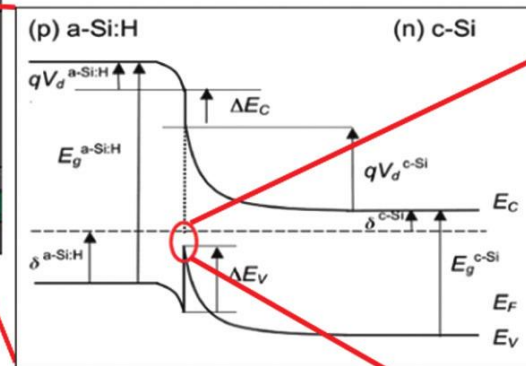 (p) a-Si:H (n) c-Si
qV_d^a-Si:H
ΔE_C
E_g^a-Si:H
qV_d^c-Si
E_C
δ^c-Si
δ^a-Si:H
ΔE_V
E_g^c-Si
E_F
E_V